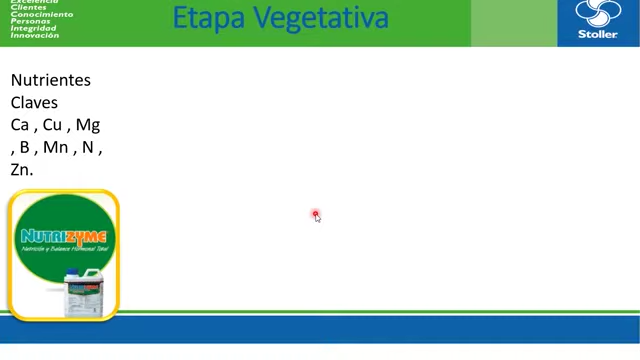 Excelencia
Clientes
Conocimiento
Personas
Integridad
Innovación
Etapa Vegetativa
Stoller
Nutrientes
Claves
Ca , Cu , Mg
, B , Mn , N ,
Zn.
NUTRIZYME
Nutrición y Balance Hormonal Total